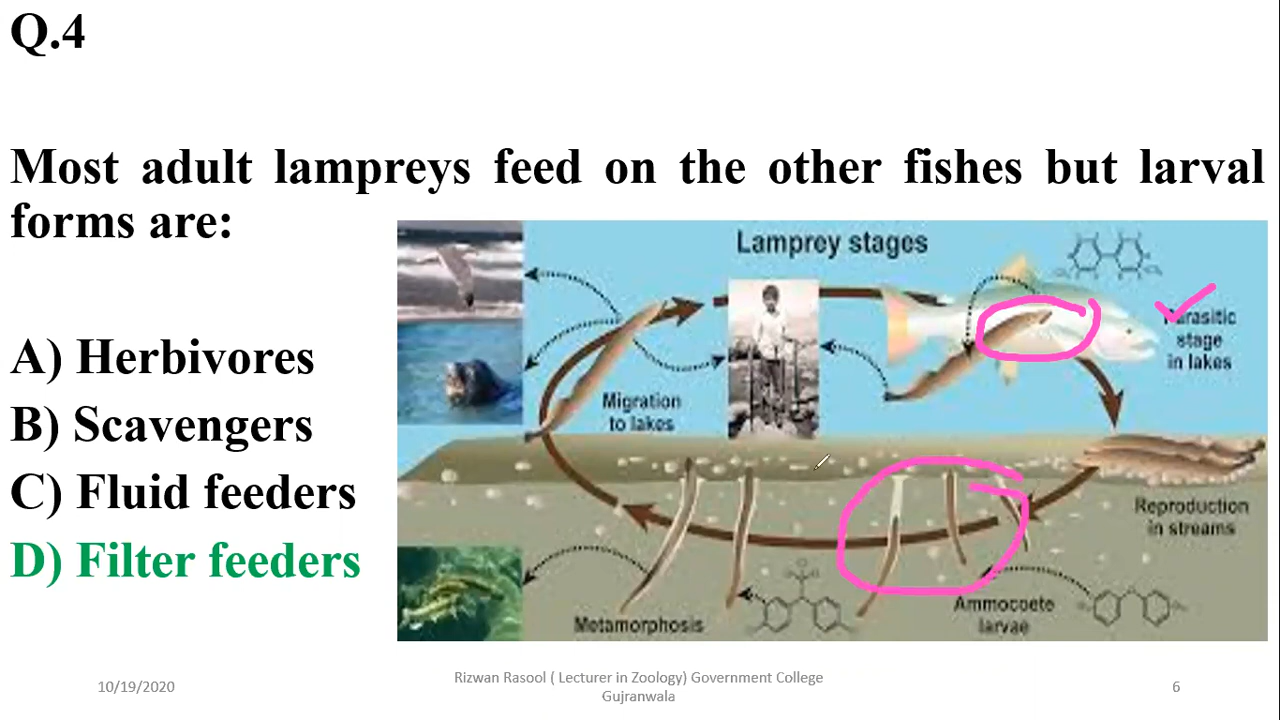 Q.4
Most adult lampreys feed on the other fishes but larval
forms are:
A) Herbivores
B) Scavengers
C) Fluid feeders
D) Filter feeders
Lamprey stages
Parasitic
stage
in lakes
Migration
to lakes
Reproduction
in streams
Ammocoete
larvae
Metamorphosis
10/19/2020
Rizwan Rasool ( Lecturer in Zoology) Government College
Gujranwala
6